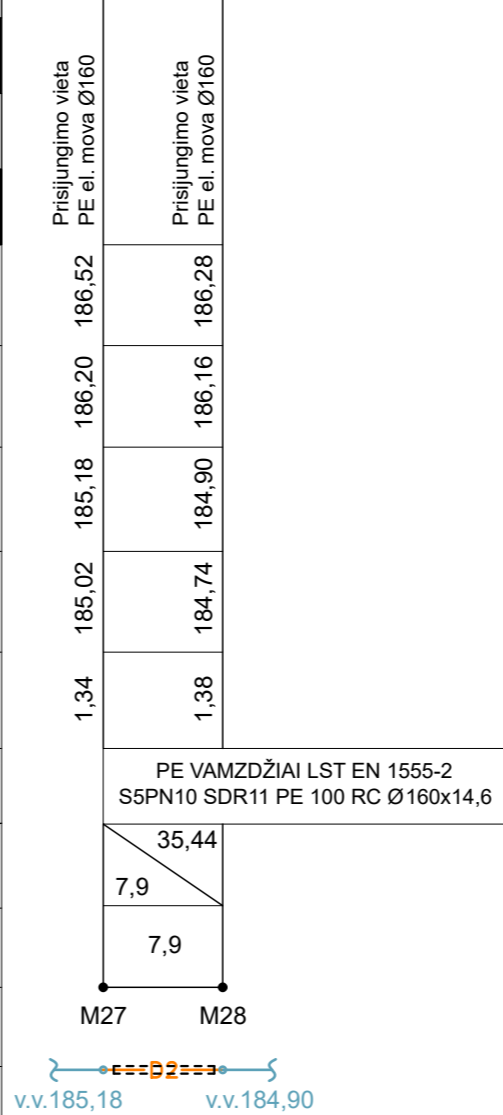 Prisijungimo vieta
PE el. mova Ø160
Prisijungimo vieta
PE el. mova Ø160
186,52
186,28
186,20
186,16
185,18
184,90
185,02
184,74
1,34
1,38
PE VAMZDŽIAI LST EN 1555-2
S5PN10 SDR11 PE 100 RC Ø160x14,6
35,44
7,9
7,9
M27
M28
D2
v.v.185,18
v.v.184,90